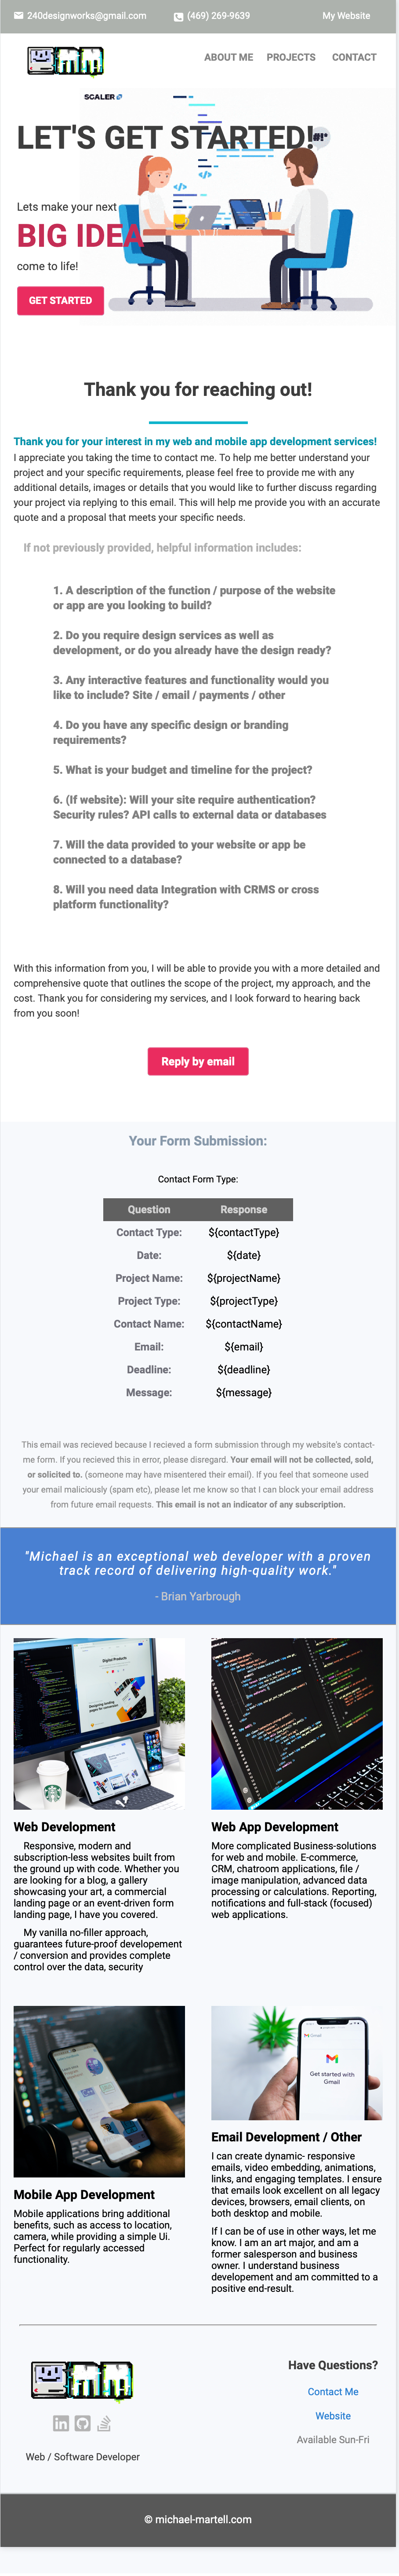 240designworks@gmail.com (469) 269-9639 My Website
ABOUT ME PROJECTS CONTACT
SCALER
LET'S GET STARTED!
#!*
Lets make your next
BIG IDEA
come to life!
GET STARTED
Thank you for reaching out!
Thank you for your interest in my web and mobile app development services!
I appreciate you taking the time to contact me. To help me better understand your
project and your specific requirements, please feel free to provide me with any
additional details, images or details that you would like to further discuss regarding
your project via replying to this email. This will help me provide you with an accurate
quote and a proposal that meets your specific needs.
If not previously provided, helpful information includes:
1. A description of the function / purpose of the website
or app are you looking to build?
2. Do you require design services as well as
development, or do you already have the design ready?
3. Any interactive features and functionality would you
like to include? Site / email / payments / other
4. Do you have any specific design or branding
requirements?
5. What is your budget and timeline for the project?
6. (If website): Will your site require authentication?
Security rules? API calls to external data or databases
7. Will the data provided to your website or app be
connected to a database?
8. Will you need data Integration with CRMS or cross
platform functionality?
With this information from you, I will be able to provide you with a more detailed and
comprehensive quote that outlines the scope of the project, my approach, and the
cost. Thank you for considering my services, and I look forward to hearing back
from you soon!
Reply by email
Your Form Submission:
Contact Form Type:
Question Response
Contact Type: ${contactType}
Date: ${date}
Project Name: ${projectName}
Project Type: ${projectType}
Contact Name: ${contactName}
Email: ${email}
Deadline: ${deadline}
Message: ${message}
This email was recieved because I recieved a form submission through my website's contact-
me form. If you recieved this in error, please disregard. Your email will not be collected, sold,
or solicited to. (someone may have misentered their email). If you feel that someone used
your email maliciously (spam etc), please let me know so that I can block your email address
from future email requests. This email is not an indicator of any subscription.
"Michael is an exceptional web developer with a proven
track record of delivering high-quality work."
- Brian Yarbrough
Digital Products
Web Development
Responsive, modern and
subscription-less websites built from
the ground up with code. Whether you
are looking for a blog, a gallery
showcasing your art, a commercial
landing page or an event-driven form
landing page, I have you covered.
My vanilla no-filler approach,
guarantees future-proof developement
/ conversion and provides complete
control over the data, security
Web App Development
More complicated Business-solutions
for web and mobile. E-commerce,
CRM, chatroom applications, file /
image manipulation, advanced data
processing or calculations. Reporting,
notifications and full-stack (focused)
web applications.
Mobile App Development
Mobile applications bring additional
benefits, such as access to location,
camera, while providing a simple Ui.
Perfect for regularly accessed
functionality.
Gmail
Get started with
Gmail
Email Development / Other
I can create dynamic- responsive
emails, video embedding, animations,
links, and engaging templates. I ensure
that emails look excellent on all legacy
devices, browsers, email clients, on
both desktop and mobile.
If I can be of use in other ways, let me
know. I am an art major, and am a
former salesperson and business
owner. I understand business
developement and am committed to a
positive end-result.
Web / Software Developer
Have Questions?
Contact Me
Website
Available Sun-Fri
© michael-martell.com